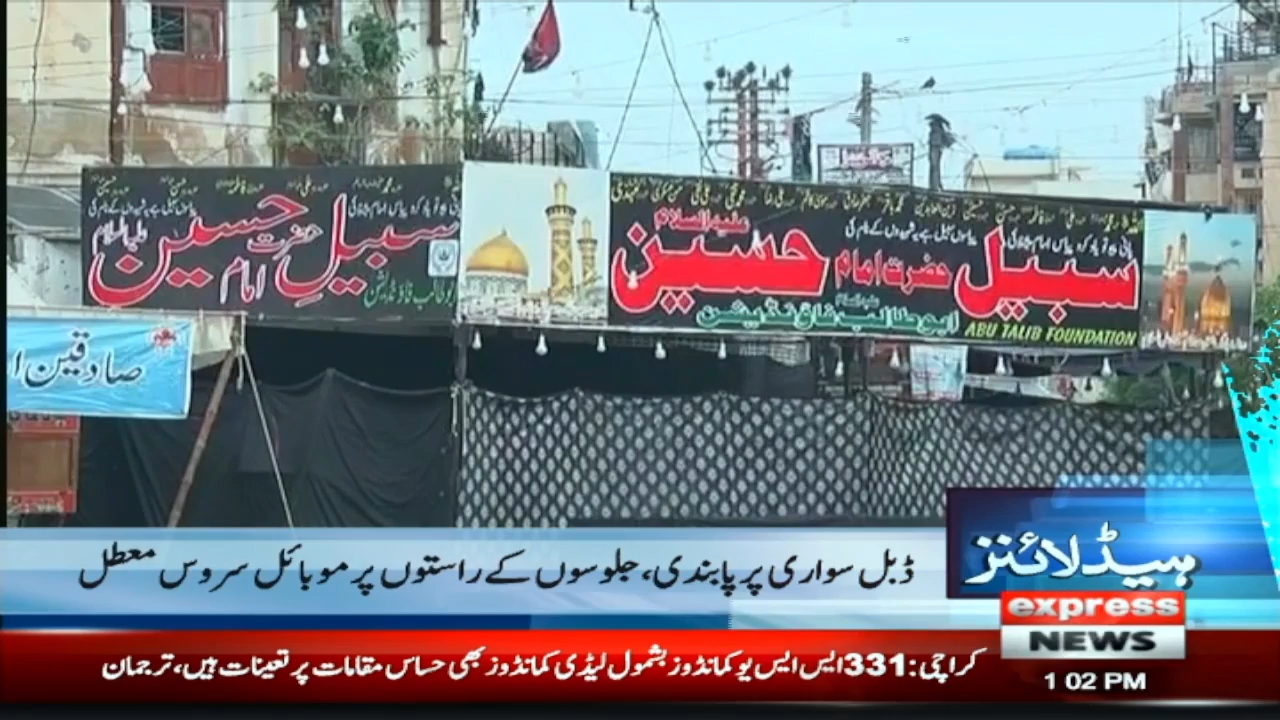 سبیلِ حضرت امام حسین علیہ السلام
سبیل حضرت امام حسین علیہ السلام
ابو طالب فاؤنڈیشن
ABU TALIB FOUNDATION
صادقین
ہیڈلائنز
ڈبل سواری پر پابندی، جلوسوں کے راستوں پر موبائل سروس معطل
express
NEWS
کراچی: 331 ایس ایس یو کمانڈوز بشمول لیڈی کمانڈوز بھی حساس مقامات پر تعینات ہیں، ترجمان
1:02 PM